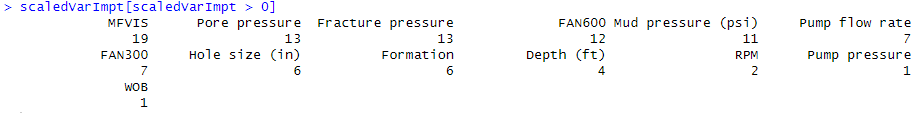 > scaledVarImpt[scaledVarImpt > 0]
MFVIS Pore pressure Fracture pressure FAN600 Mud pressure (psi) Pump flow rate
19 13 13 12 11 7
FAN300 Hole size (in) Formation Depth (ft) RPM Pump pressure
7 6 6 4 2 1
WOB
1